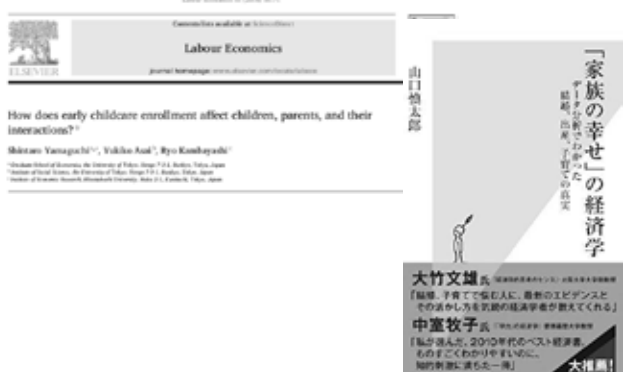 Contents lists available at ScienceDirect
Labour Economics
journal homepage: www.elsevier.com/locate/labeco
ELSEVIER
How does early childcare enrollment affect children, parents, and their
interactions?
Shintaro Yamaguchi, Yukiko Asai, Ryo Kambayashi
山口慎太郎
「家族の幸せ」の経済学
データ分析でわかった
結婚、出産、子育ての真実
大竹文雄氏
「結婚、子育てで悩む人に、最新のエビデンスと
その活かし方を気鋭の経済学者が教えてくれる」
中室牧子氏
「私が選んだ、2010年代のベスト経済書。
ものすごくわかりやすいのに、
知的刺激に満ちた一冊」
大推薦!